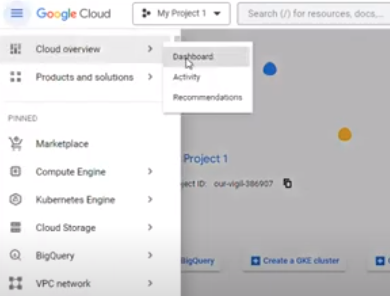 Google Cloud
My Project 1
Search (/) for resources, docs,
Cloud overview
Dashboard
Products and solutions
Activity
Recommendations
PINNED
Marketplace
Compute Engine
Kubernetes Engine
Cloud Storage
BigQuery
VPC network
Project 1
ject ID: our-vigil-386907
BigQuery
Create a GKE cluster